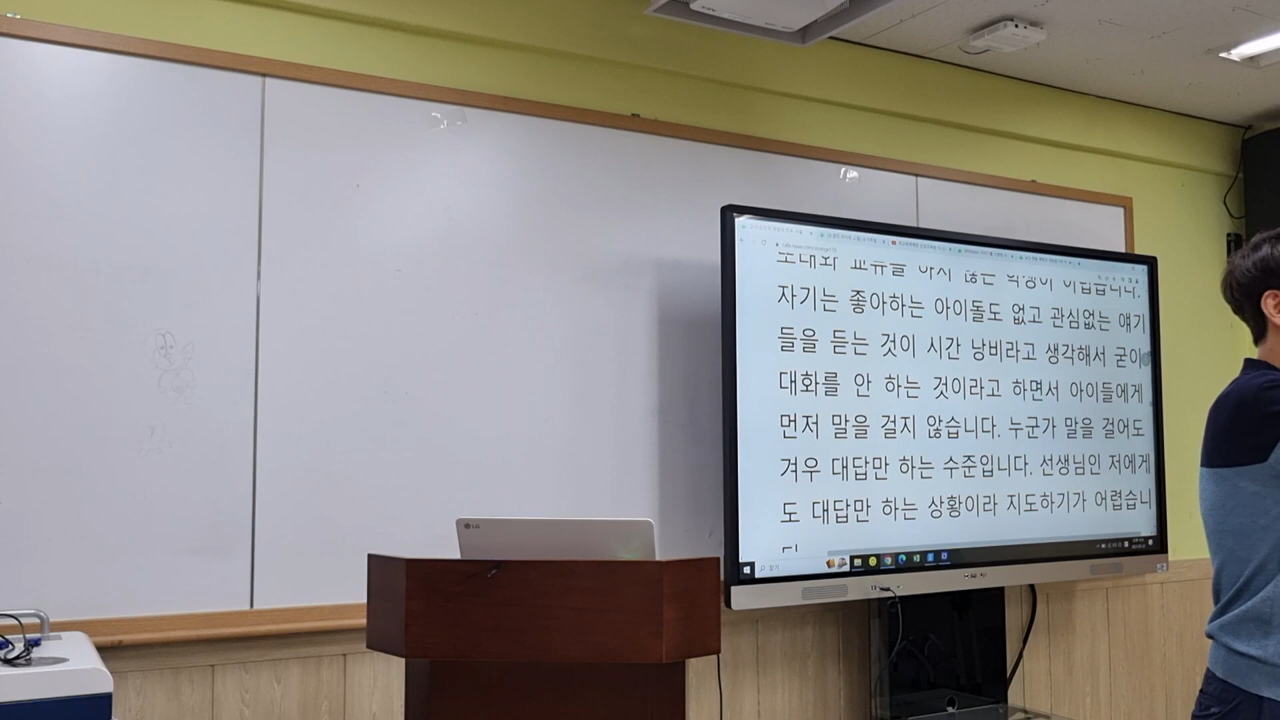 자기는 좋아하는 아이돌도 없고 관심없는 얘기
들을 듣는 것이 시간 낭비라고 생각해서 굳이
대화를 안 하는 것이라고 하면서 아이들에게
먼저 말을 걸지 않습니다. 누군가 말을 걸어도
겨우 대답만 하는 수준입니다. 선생님인 저에게
도 대답만 하는 상황이라 지도하기가 어렵습니
찾기
LG